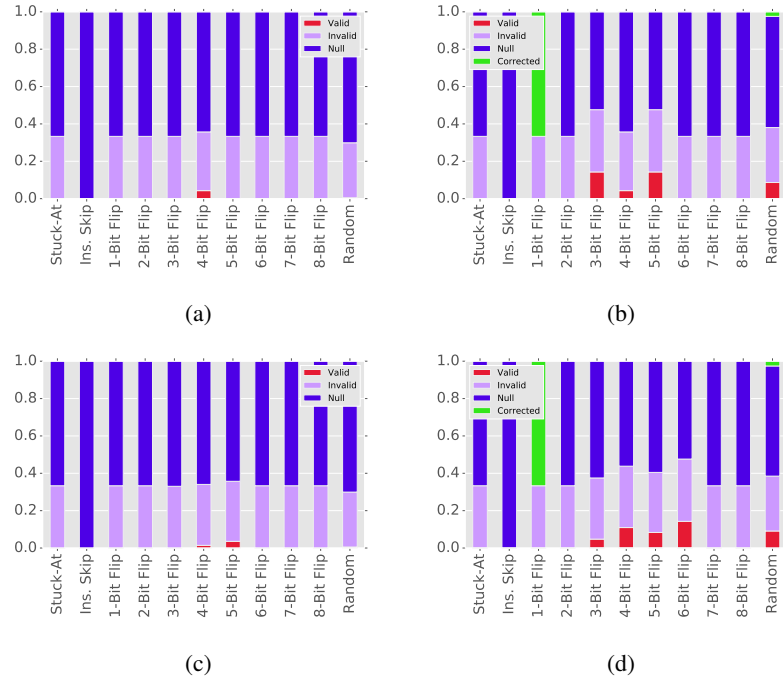 1.0
0.8
0.6
0.4
0.2
0.0
Valid
Invalid
Null
Stuck-At
Ins. Skip
1-Bit Flip
2-Bit Flip
3-Bit Flip
4-Bit Flip
5-Bit Flip
6-Bit Flip
7-Bit Flip
8-Bit Flip
Random
(a)
1.0
0.8
0.6
0.4
0.2
0.0
Valid
Invalid
Null
Corrected
Stuck-At
Ins. Skip
1-Bit Flip
2-Bit Flip
3-Bit Flip
4-Bit Flip
5-Bit Flip
6-Bit Flip
7-Bit Flip
8-Bit Flip
Random
(b)
1.0
0.8
0.6
0.4
0.2
0.0
Valid
Invalid
Null
Stuck-At
Ins. Skip
1-Bit Flip
2-Bit Flip
3-Bit Flip
4-Bit Flip
5-Bit Flip
6-Bit Flip
7-Bit Flip
8-Bit Flip
Random
(c)
1.0
0.8
0.6
0.4
0.2
0.0
Valid
Invalid
Null
Corrected
Stuck-At
Ins. Skip
1-Bit Flip
2-Bit Flip
3-Bit Flip
4-Bit Flip
5-Bit Flip
6-Bit Flip
7-Bit Flip
8-Bit Flip
Random
(d)